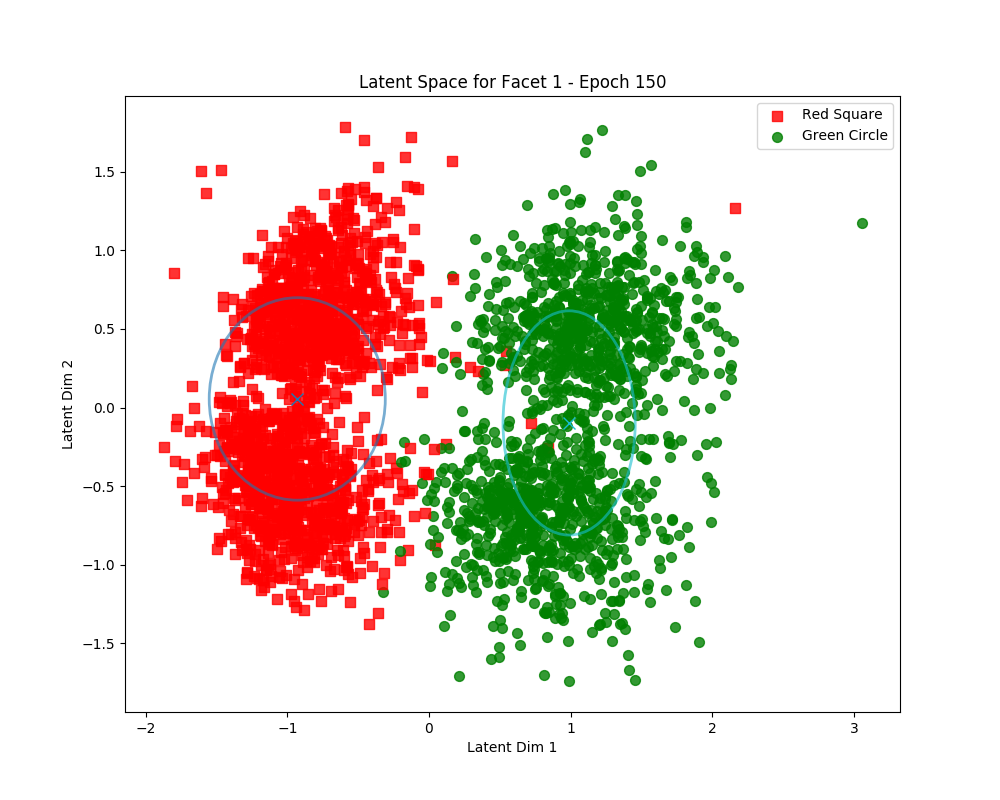 Latent Space for Facet 1 - Epoch 150
Red Square
Green Circle
1.5
1.0
0.5
0.0
−0.5
−1.0
−1.5
Latent Dim 2
−2
−1
0
1
2
3
Latent Dim 1